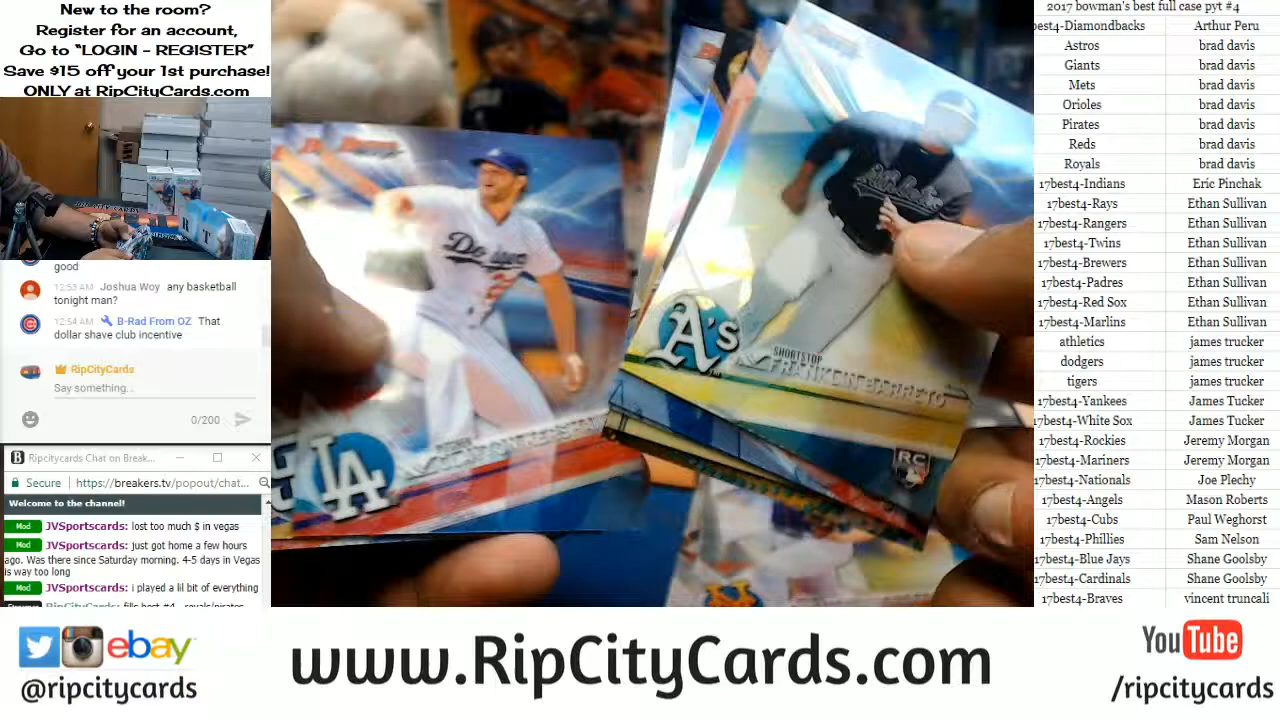 New to the room?
Register for an account,
Go to "LOGIN - REGISTER"
Save $15 off your 1st purchase!
ONLY at RipCityCards.com
good
12:53 AM Joshua Woy any basketball
tonight man?
12:54 AM B-Rad From OZ That
dollar shave club incentive
RipCityCards
Say something...
0/200
Ripcitycards Chat on Break...
Secure https://breakers.tv/popout/chat...
Welcome to the channel!
Mod JVSportscards: lost too much $ in vegas
Mod JVSportscards: just got home a few hours
ago. Was there since Saturday morning. 4-5 days in Vegas
is way too long
Mod JVSportscards: i played a lil bit of everything
Dodgers
LA
Athletics
A's
SHORTSTOP
FRANKLIN BARRETO
RC
2017 bowman's best full case pyt #4
best4-Diamondbacks Arthur Peru
Astros brad davis
Giants brad davis
Mets brad davis
Orioles brad davis
Pirates brad davis
Reds brad davis
Royals brad davis
17best4-Indians Eric Pinchak
17best4-Rays Ethan Sullivan
17best4-Rangers Ethan Sullivan
17best4-Twins Ethan Sullivan
17best4-Brewers Ethan Sullivan
17best4-Padres Ethan Sullivan
17best4-Red Sox Ethan Sullivan
17best4-Marlins Ethan Sullivan
athletics james trucker
dodgers james trucker
tigers james trucker
17best4-Yankees James Tucker
17best4-White Sox James Tucker
17best4-Rockies Jeremy Morgan
17best4-Mariners Jeremy Morgan
17best4-Nationals Joe Plechy
17best4-Angels Mason Roberts
17best4-Cubs Paul Weghorst
17best4-Phillies Sam Nelson
17best4-Blue Jays Shane Goolsby
17best4-Cardinals Shane Goolsby
17best4-Braves vincent truncali
ebay
@ripcitycards
www.RipCityCards.com
YouTube
/ripcitycards